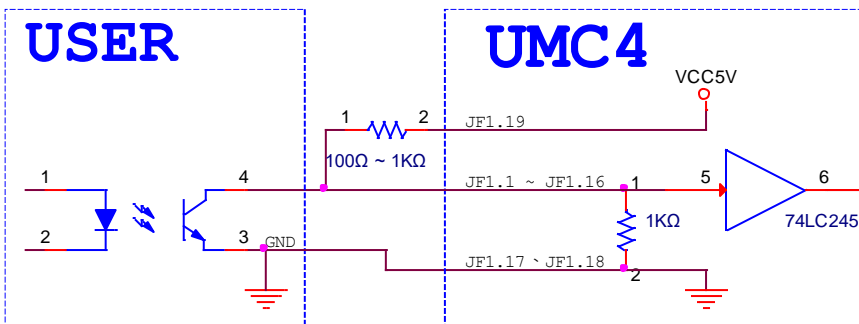 USER
UMC4
VCC5V
1
2
JF1.19
100Ω ~ 1KΩ
1
4
JF1.1 ~ JF1.16
1
5
6
1KΩ
74LC245
2
3
GND
JF1.17、JF1.18
2